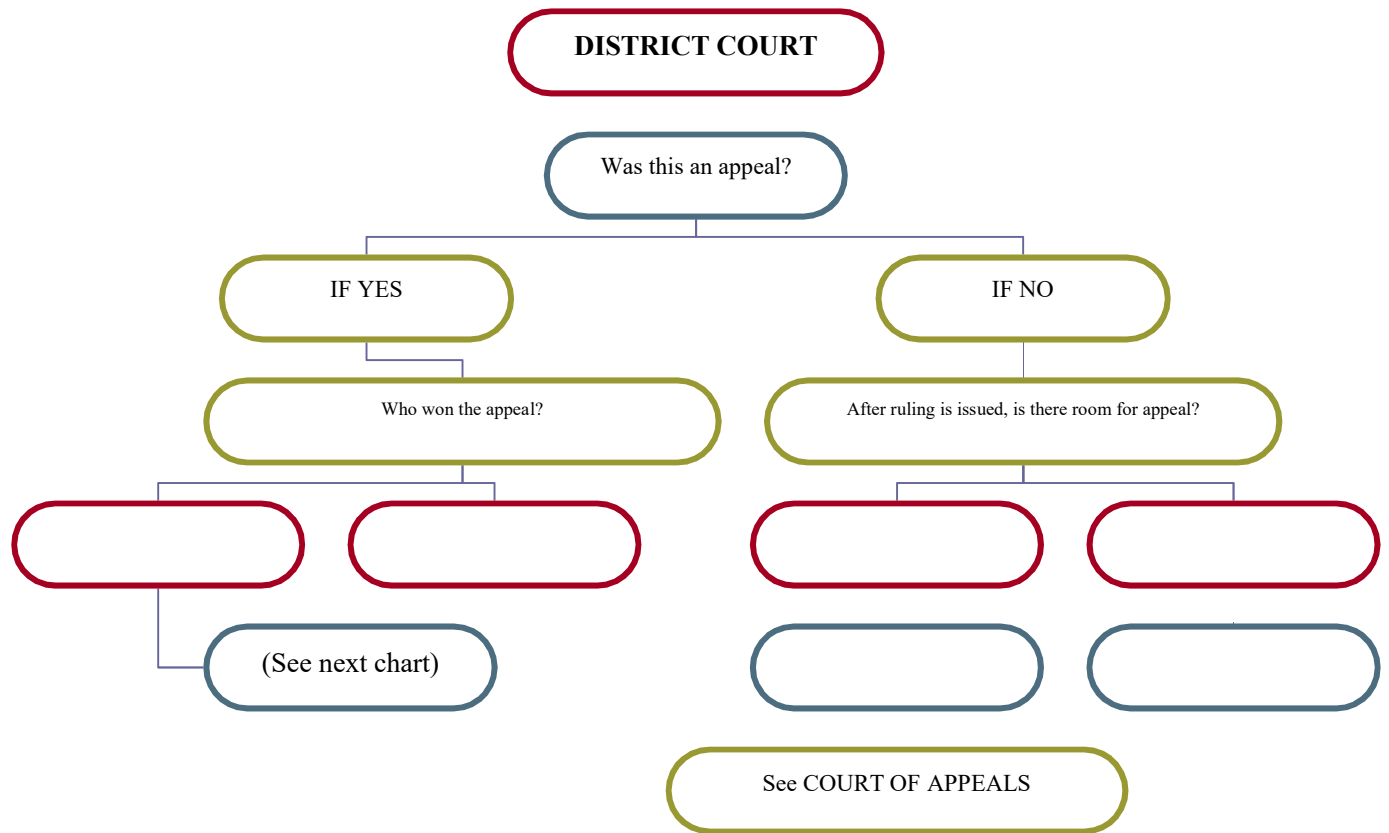 DISTRICT COURT
Was this an appeal?
IF YES
IF NO
Who won the appeal?
After ruling is issued, is there room for appeal?
(See next chart)
See COURT OF APPEALS